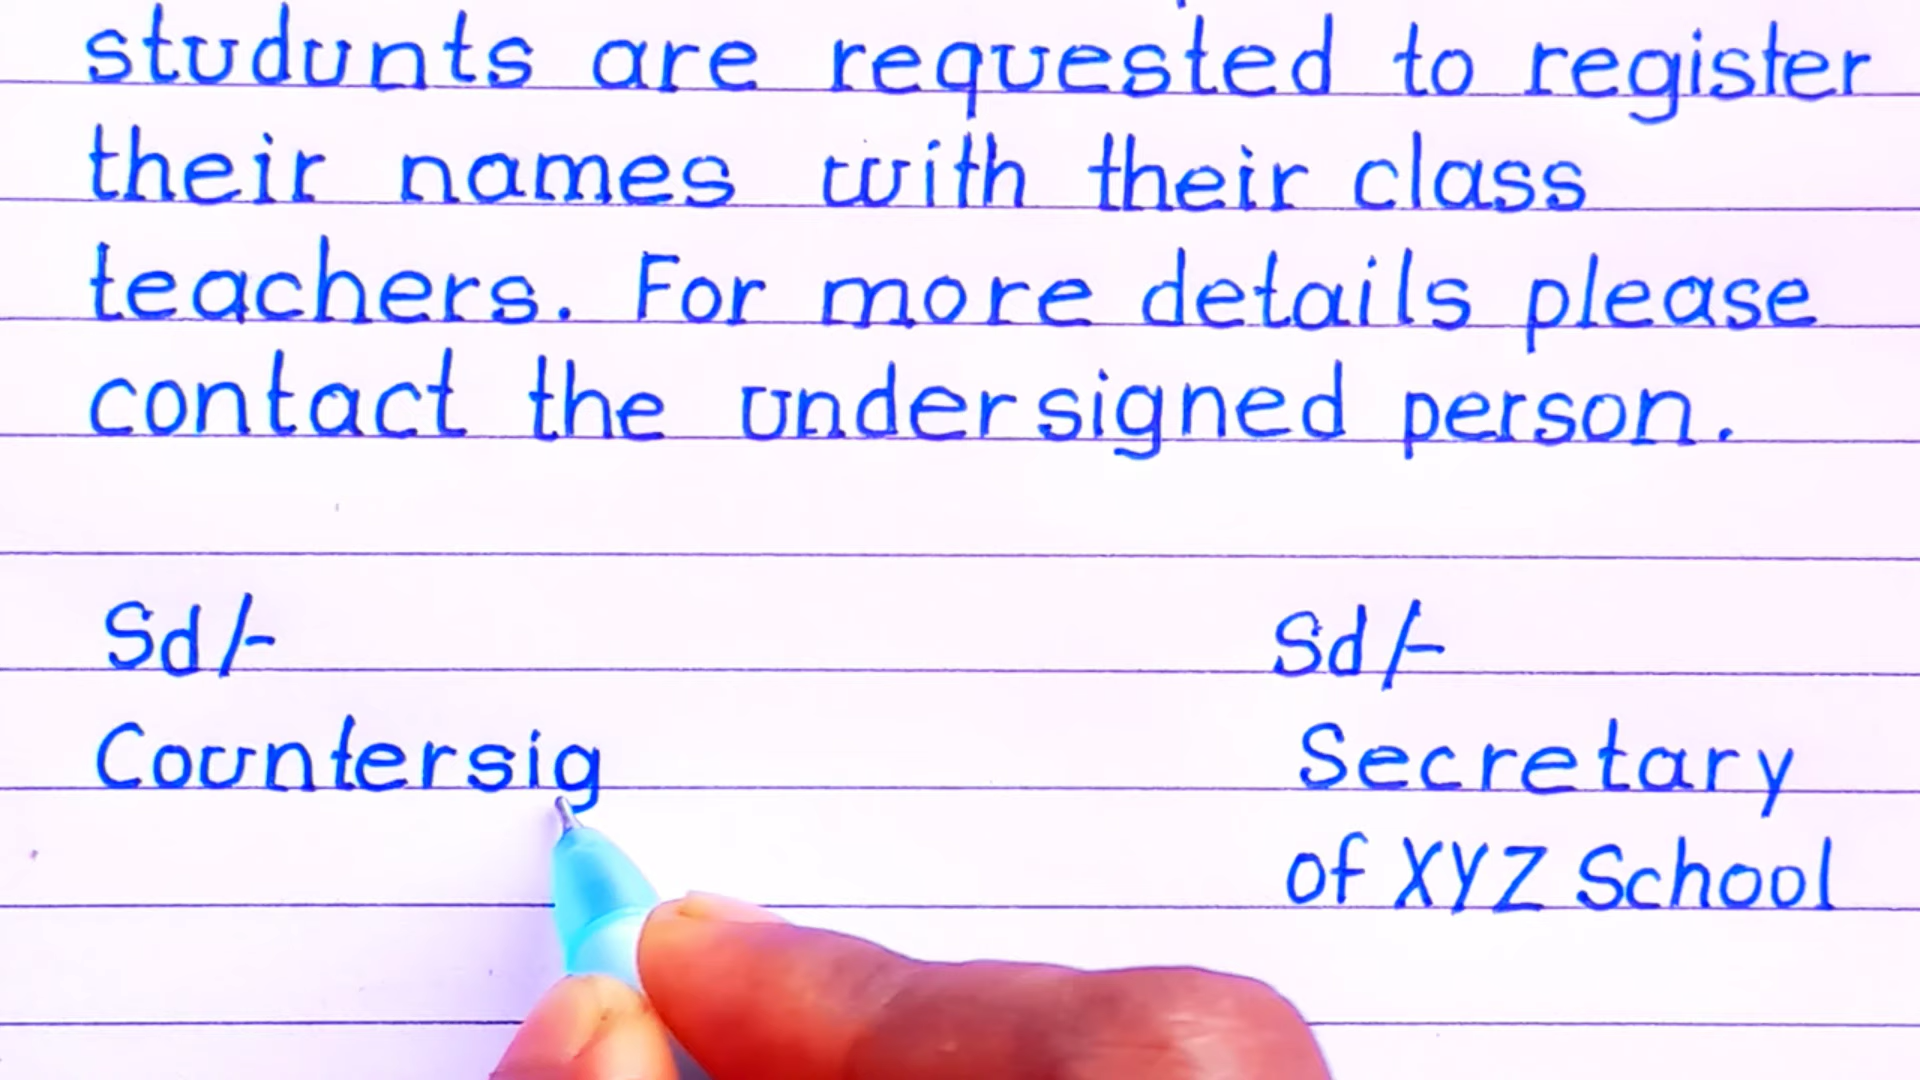 studunts are requested to register
their names with their class
teachers. For more details please
contact the undersigned person.
Sd/- Sd/-
Countersig Secretary
of XYZ School